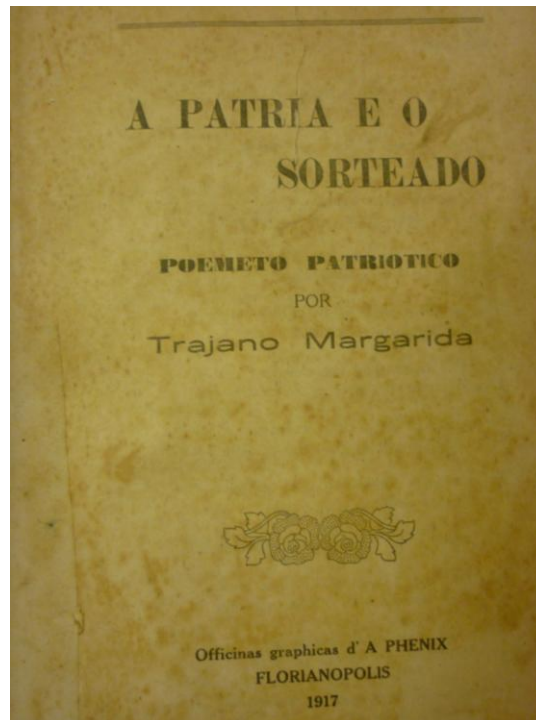 A PATRIA E O
SORTEADO
POEMETO PATRIOTICO
POR
Trajano Margarida
Officinas graphicas d' A PHENIX
FLORIANOPOLIS
1917